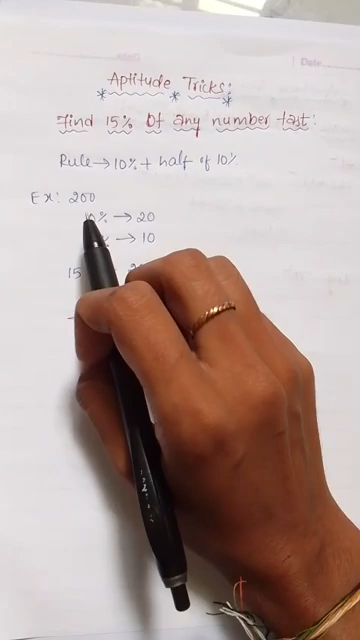 Date
Aptitude Tricks:
Find 15% Of any number fast:
Rule → 10% + half of 10%
Ex: 200
10% → 20
% → 10
15